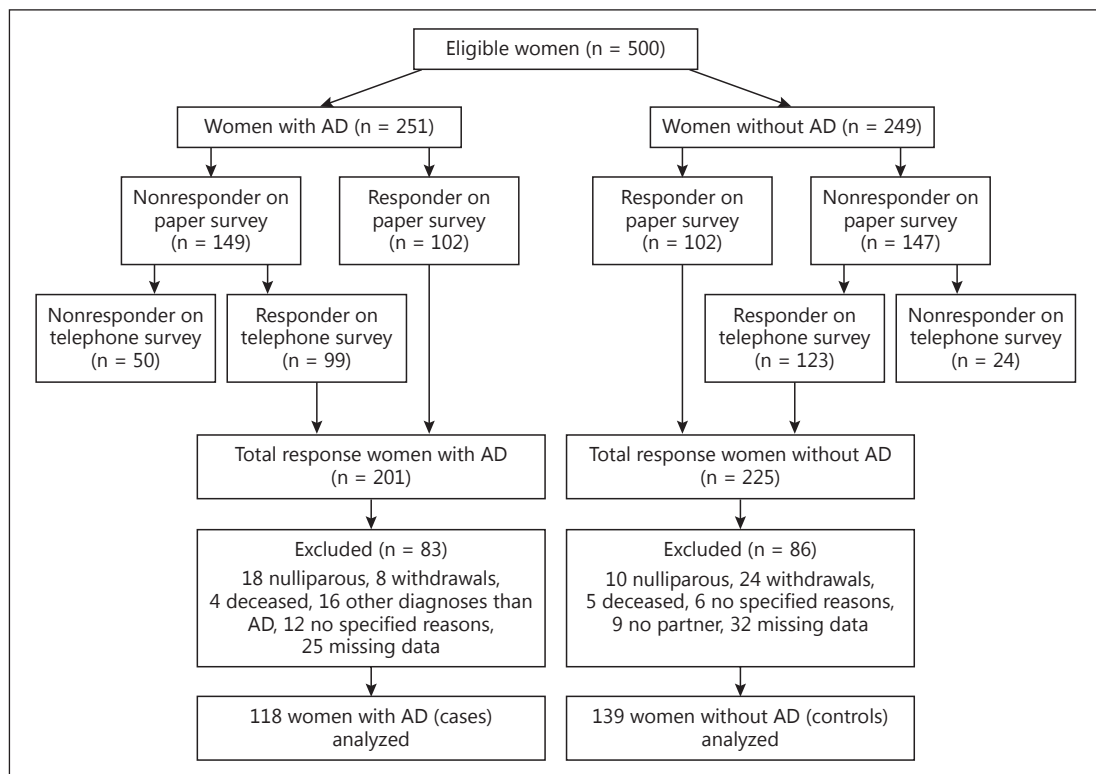 Eligible women (n = 500)
Women with AD (n = 251)
Women without AD (n = 249)
Nonresponder on
paper survey
(n = 149)
Responder on
paper survey
(n = 102)
Responder on
paper survey
(n = 102)
Nonresponder on
paper survey
(n = 147)
Nonresponder on
telephone survey
(n = 50)
Responder on
telephone survey
(n = 99)
Responder on
telephone survey
(n = 123)
Nonresponder on
telephone survey
(n = 24)
Total response women with AD
(n = 201)
Total response women without AD
(n = 225)
Excluded (n = 83)
18 nulliparous, 8 withdrawals,
4 deceased, 16 other diagnoses than
AD, 12 no specified reasons,
25 missing data
Excluded (n = 86)
10 nulliparous, 24 withdrawals,
5 deceased, 6 no specified reasons,
9 no partner, 32 missing data
118 women with AD (cases)
analyzed
139 women without AD (controls)
analyzed